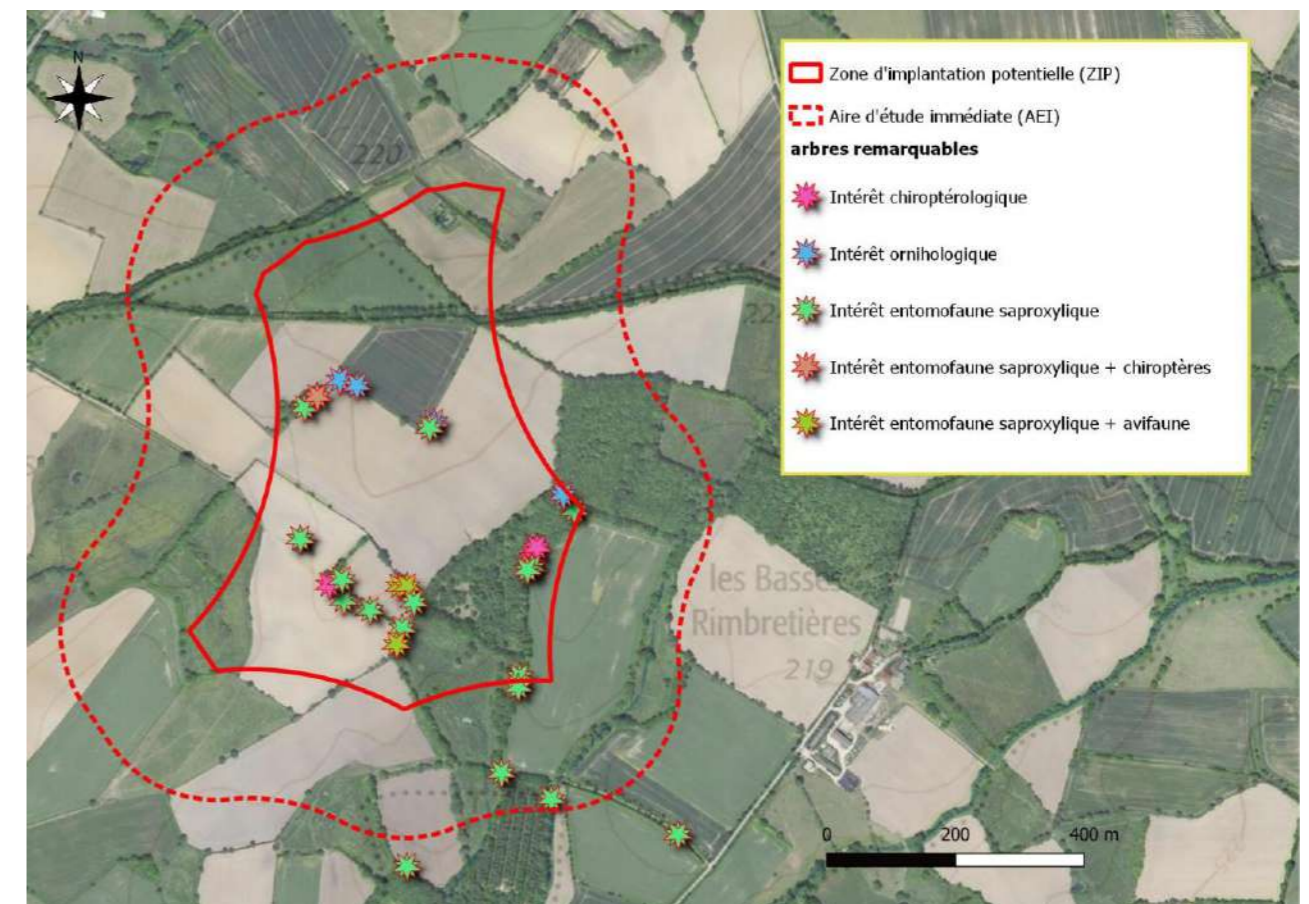 N
Zone d'implantation potentielle (ZIP)
Aire d'étude immédiate (AEI)
arbres remarquables
Intérêt chiroptérologique
Intérêt ornihologique
Intérêt entomofaune saproxylique
Intérêt entomofaune saproxylique + chiroptères
Intérêt entomofaune saproxylique + avifaune
220
les Basses
Rimbretières
219
0 200 400 m